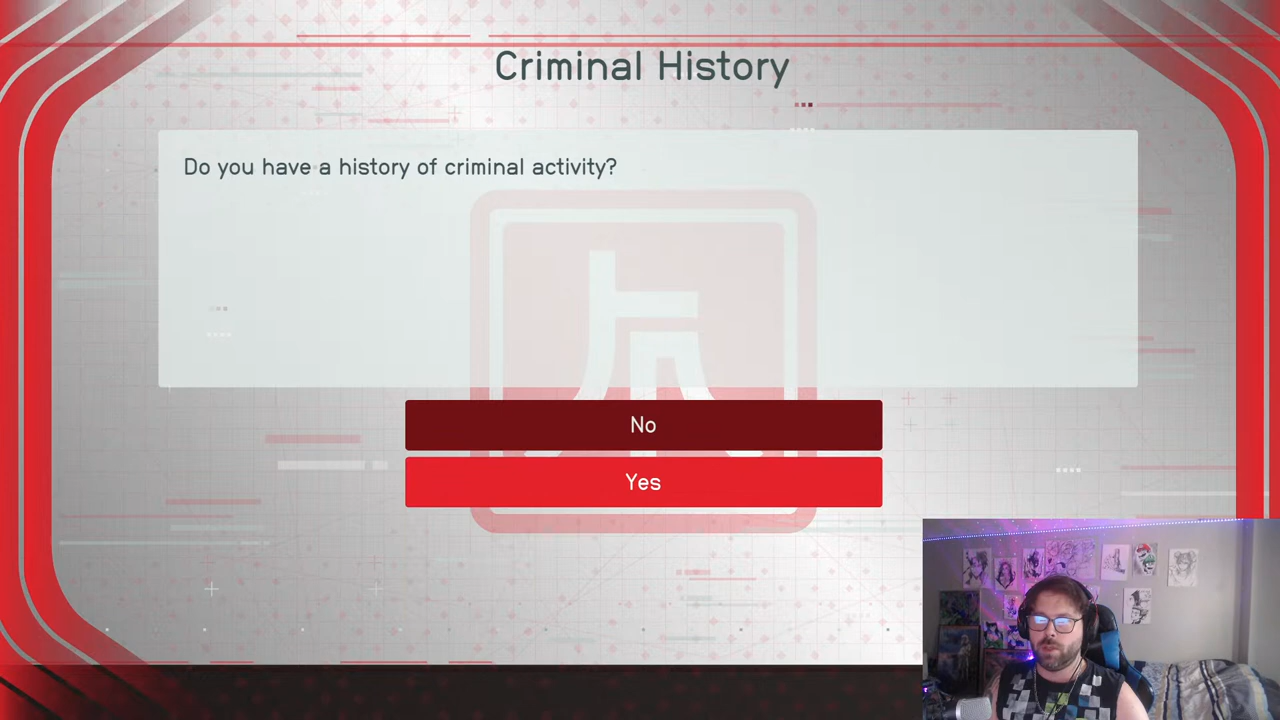 Criminal History
Do you have a history of criminal activity?
No
Yes